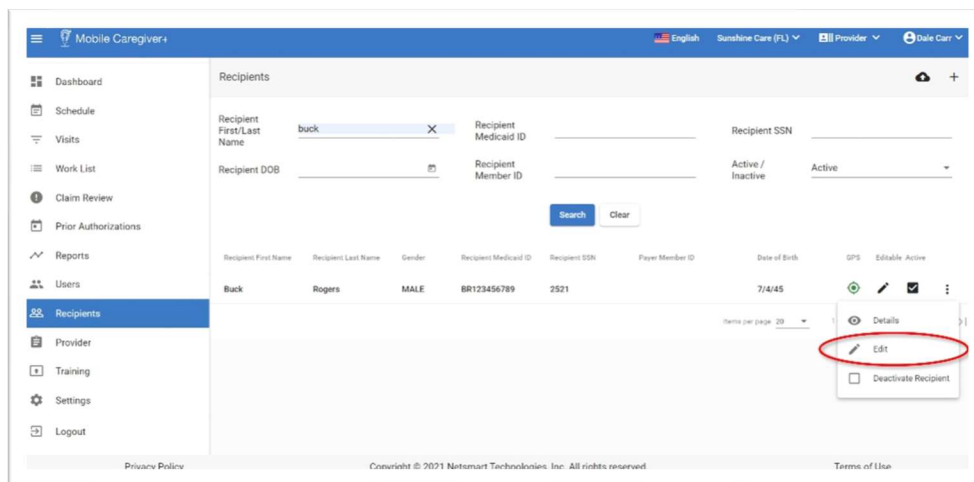 Mobile Caregiver+
English Sunshine Care (FL) Provider Dale Carr
Dashboard
Schedule
Visits
Work List
Claim Review
Prior Authorizations
Reports
Users
Recipients
Provider
Training
Settings
Logout
Recipients
Recipient
First/Last
Name
buck
Recipient
Medicaid ID
Recipient SSN
Recipient DOB
Recipient
Member ID
Active /
Inactive
Active
Search Clear
Recipient First Name Recipient Last Name Gender Recipient Medicaid ID Recipient SSN Payer Member ID Date of Birth GPS Editable Active
Buck Rogers MALE BR123456789 2521 7/4/45
Items per page 20 1
Details
Edit
Deactivate Recipient
Privacy Policy Copyright © 2021 Netsmart Technologies, Inc. All rights reserved Terms of Use